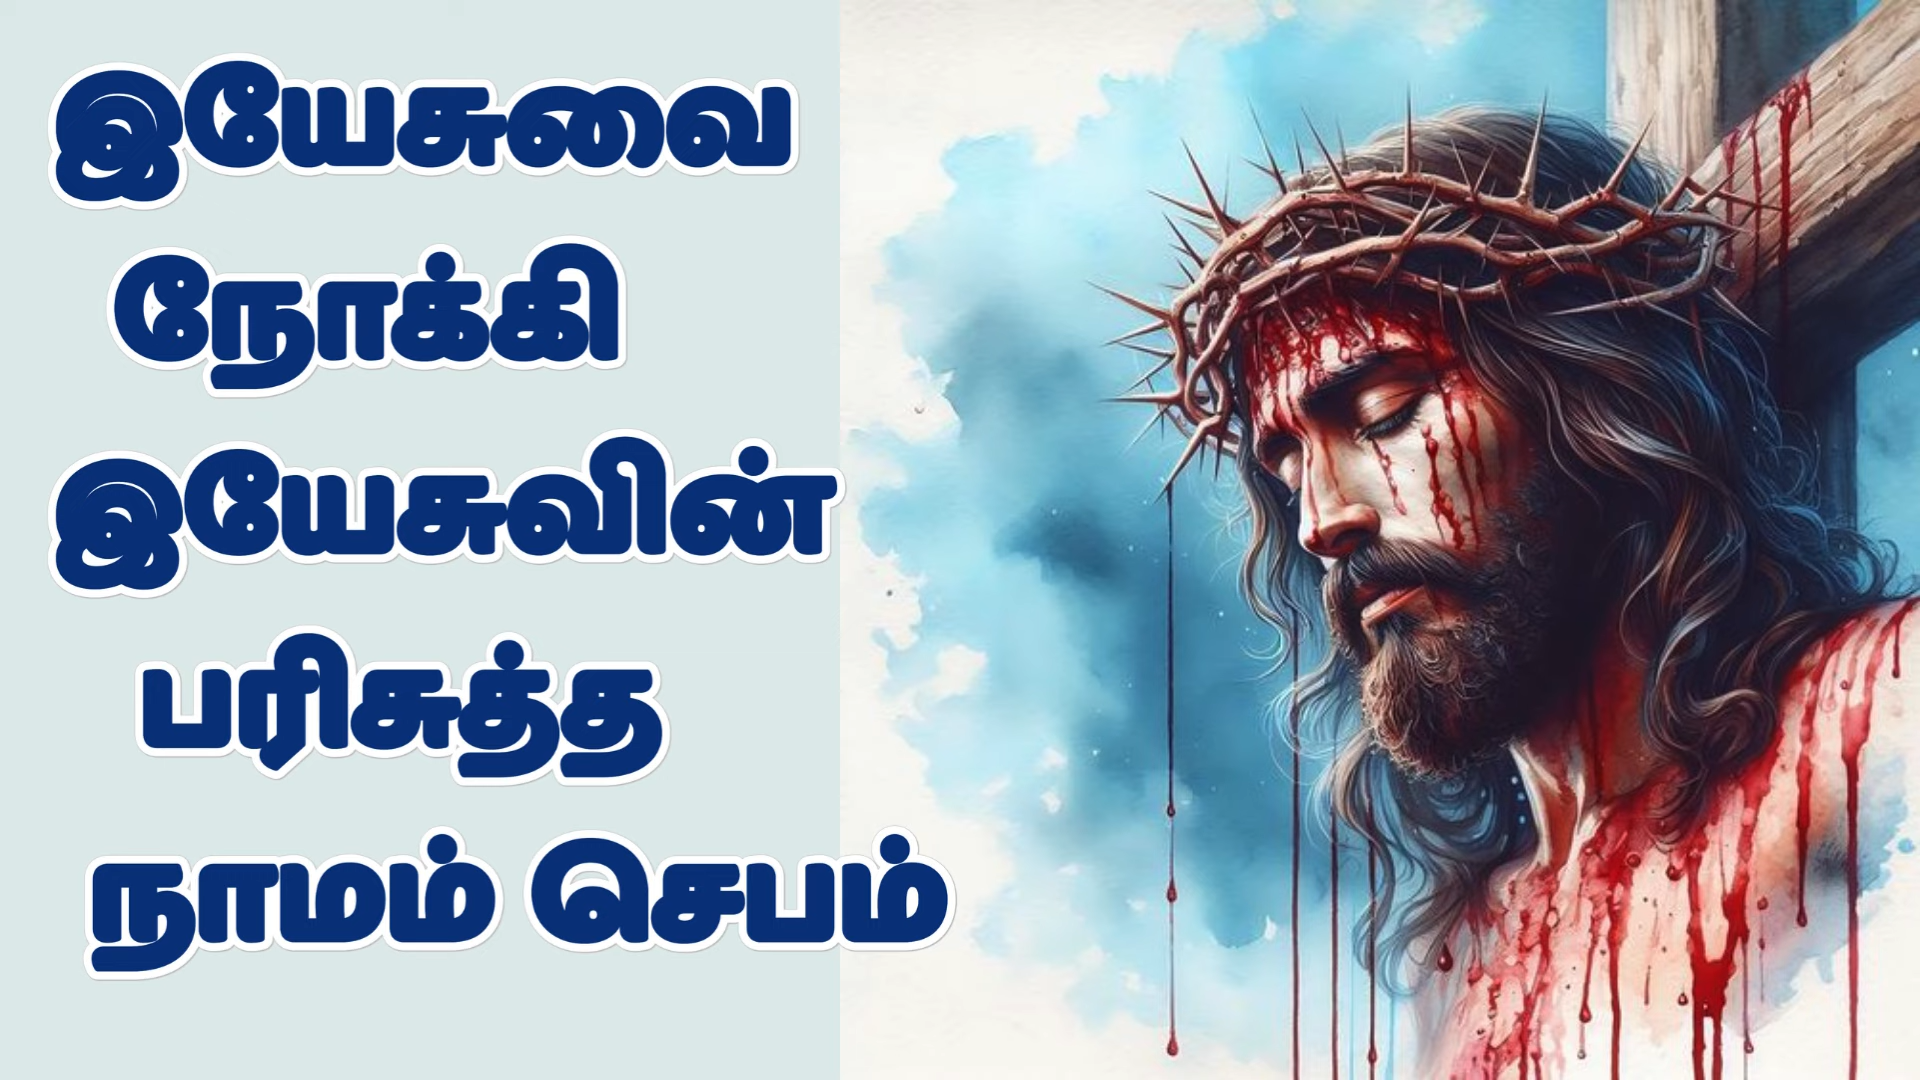 இயேசுவை
நோக்கி
இயேசுவின்
பரிசுத்த
நாமம் செபம்